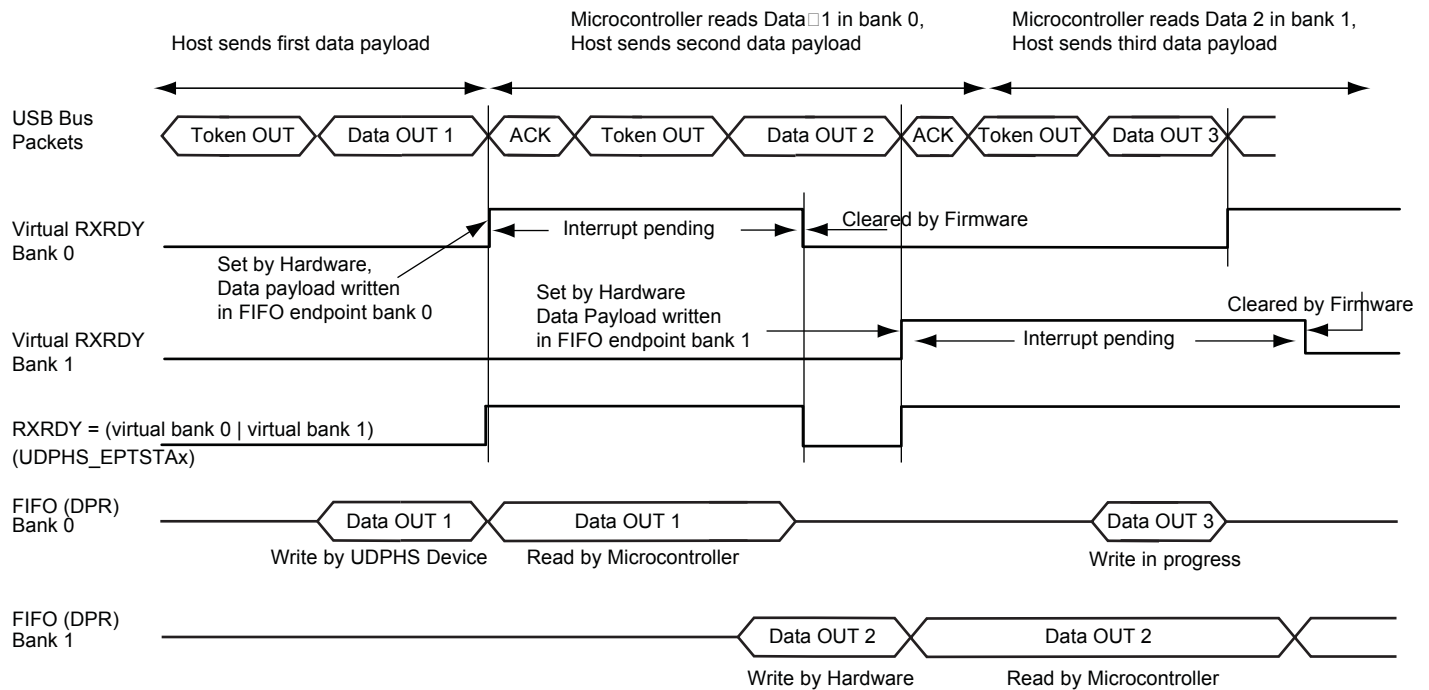 Host sends first data payload
Microcontroller reads Data□1 in bank 0,
Host sends second data payload
Microcontroller reads Data 2 in bank 1,
Host sends third data payload
USB Bus
Packets
Token OUT
Data OUT 1
ACK
Token OUT
Data OUT 2
ACK
Token OUT
Data OUT 3
Virtual RXRDY
Bank 0
Interrupt pending
Cleared by Firmware
Set by Hardware,
Data payload written
in FIFO endpoint bank 0
Set by Hardware
Data Payload written
in FIFO endpoint bank 1
Cleared by Firmware
Virtual RXRDY
Bank 1
Interrupt pending
RXRDY = (virtual bank 0 | virtual bank 1)
(UDPHS_EPTSTAx)
FIFO (DPR)
Bank 0
Data OUT 1
Data OUT 1
Data OUT 3
Write by UDPHS Device
Read by Microcontroller
Write in progress
FIFO (DPR)
Bank 1
Data OUT 2
Data OUT 2
Write by Hardware
Read by Microcontroller